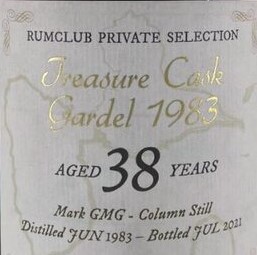 RUMCLUB PRIVATE SELECTION
Treasure Cask
Gardel 1983
AGED 38 YEARS
Mark GMG - Column Still
Distilled JUN 1983 – Bottled JUL 2021